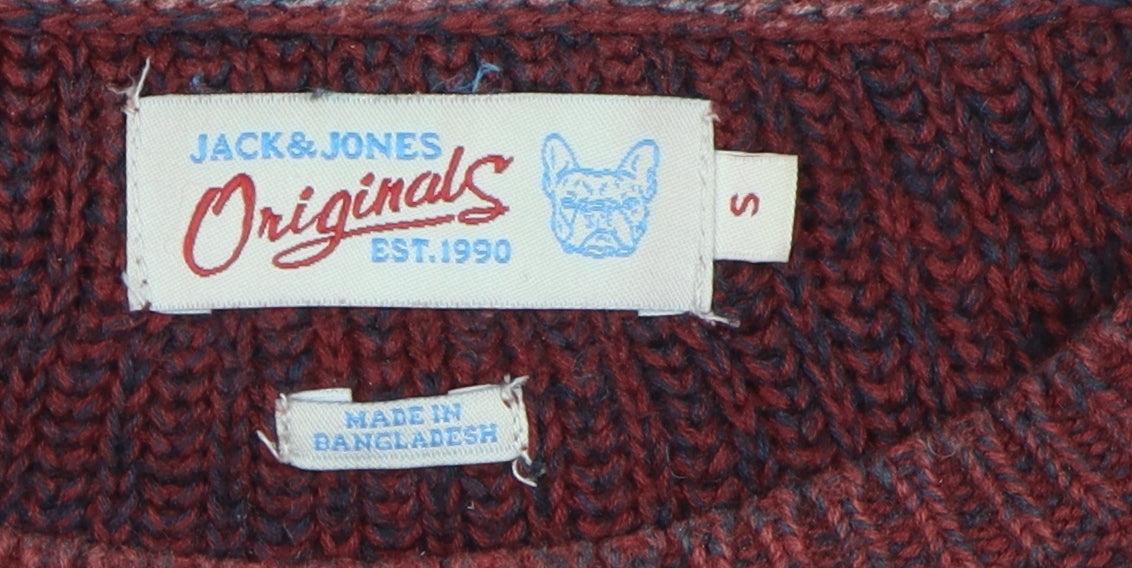 JACK&JONES
Originals
EST.1990
S
MADE IN
BANGLADESH